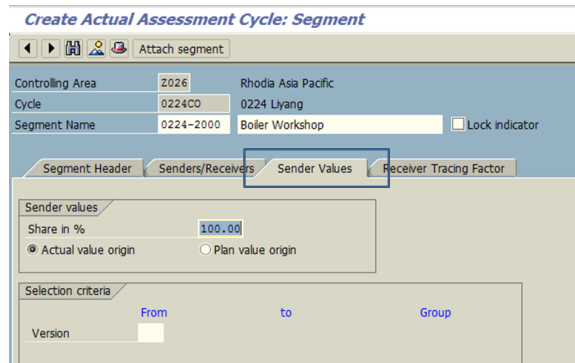 Create Actual Assessment Cycle: Segment
Attach segment
Controlling Area Z026 Rhodia Asia Pacific
Cycle 0224CO 0224 Liyang
Segment Name 0224-2000 Boiler Workshop Lock indicator
Segment Header Senders/Receivers Sender Values Receiver Tracing Factor
Sender values
Share in % 100.00
Actual value origin Plan value origin
Selection criteria
From to Group
Version